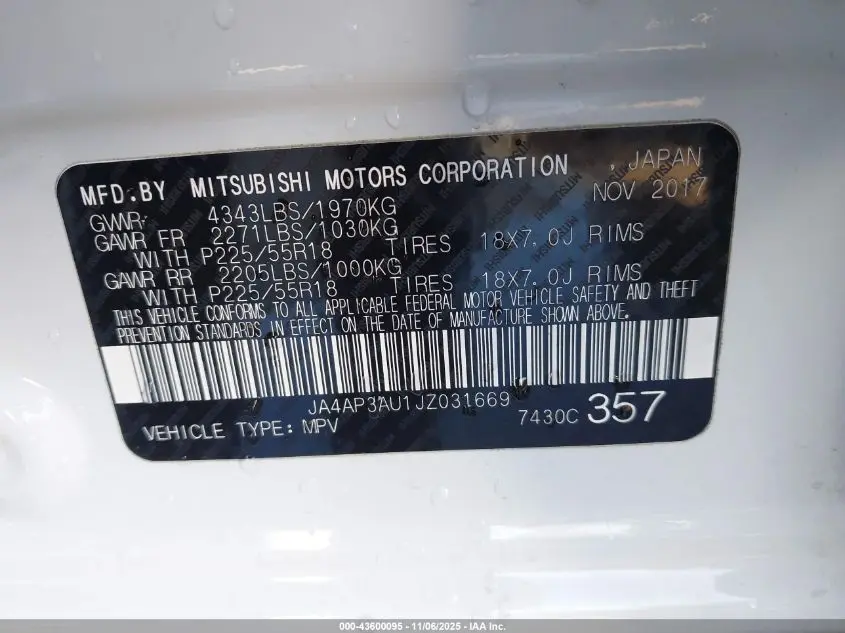 MFD.BY MITSUBISHI MOTORS CORPORATION , JAPAN
NOV 2017
GWR- 4343LBS/1970KG
GAWR FR 2271LBS/1030KG
WITH P225/55R18 TIRES 18X7.0J RIMS
GAWR RR 2205LBS/1000KG
WITH P225/55R18 TIRES 18X7.0J RIMS
THIS VEHICLE CONFORMS TO ALL APPLICABLE FEDERAL MOTOR VEHICLE SAFETY AND THEFT
PREVENTION STANDARDS IN EFFECT ON THE DATE OF MANUFACTURE SHOWN ABOVE.
JA4AP3AU1JZ031669
VEHICLE TYPE: MPV 7430C 357
000-43600095 - 11/06/2025 - IAA Inc.